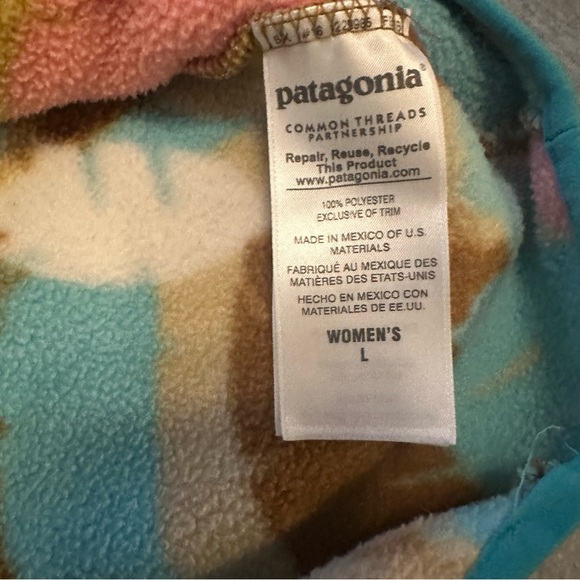 patagonia®
COMMON THREADS
PARTNERSHIP
Repair, Reuse, Recycle
This Product
www.patagonia.com
100% POLYESTER
EXCLUSIVE OF TRIM
MADE IN MEXICO OF U.S.
MATERIALS
FABRIQUÉ AU MEXIQUE DES
MATIÈRES DES ETATS-UNIS
HECHO EN MEXICO CON
MATERIALES DE EE.UU.
WOMEN'S
L